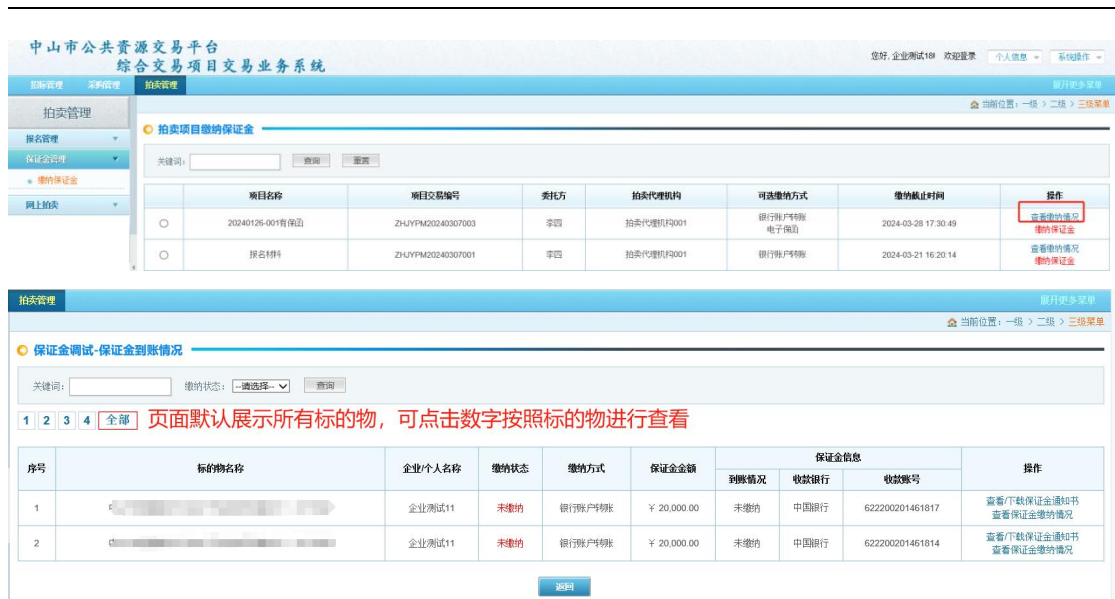 中山市公共资源交易平台
综合交易项目交易业务系统
您好, 企业测试18! 欢迎登录 个人信息 系统操作
招标管理 采购管理 拍卖管理 展开更多菜单
当前位置：一级 > 二级 > 三级菜单
拍卖管理
报名管理
保证金管理
缴纳保证金
网上拍卖
拍卖项目缴纳保证金
关键词： 查询 重置
项目名称 项目交易编号 委托方 拍卖代理机构 可选缴纳方式 缴纳截止时间 操作
20240126-001有保函 ZHJYPM20240307003 李四 拍卖代理机构001 银行账户转账 电子保函 2024-03-28 17:30:49 查看缴纳情况 缴纳保证金
报名材料 ZHJYPM20240307001 李四 拍卖代理机构001 银行账户转账 2024-03-21 16:20:14 查看缴纳情况 缴纳保证金
拍卖管理 展开更多菜单
当前位置：一级 > 二级 > 三级菜单
保证金调试-保证金到账情况
关键词： 缴纳状态： --请选择-- 查询
1 2 3 4 全部 页面默认展示所有标的物，可点击数字按照标的物进行查看
序号 标的物名称 企业/个人名称 缴纳状态 缴纳方式 保证金金额 保证金信息 操作
到账情况 收款银行 收款账号
1 企业测试11 未缴纳 银行账户转账 ￥ 20,000.00 未缴纳 中国银行 622200201461817 查看/下载保证金通知书 查看保证金缴纳情况
2 企业测试11 未缴纳 银行账户转账 ￥ 20,000.00 未缴纳 中国银行 622200201461814 查看/下载保证金通知书 查看保证金缴纳情况
返回